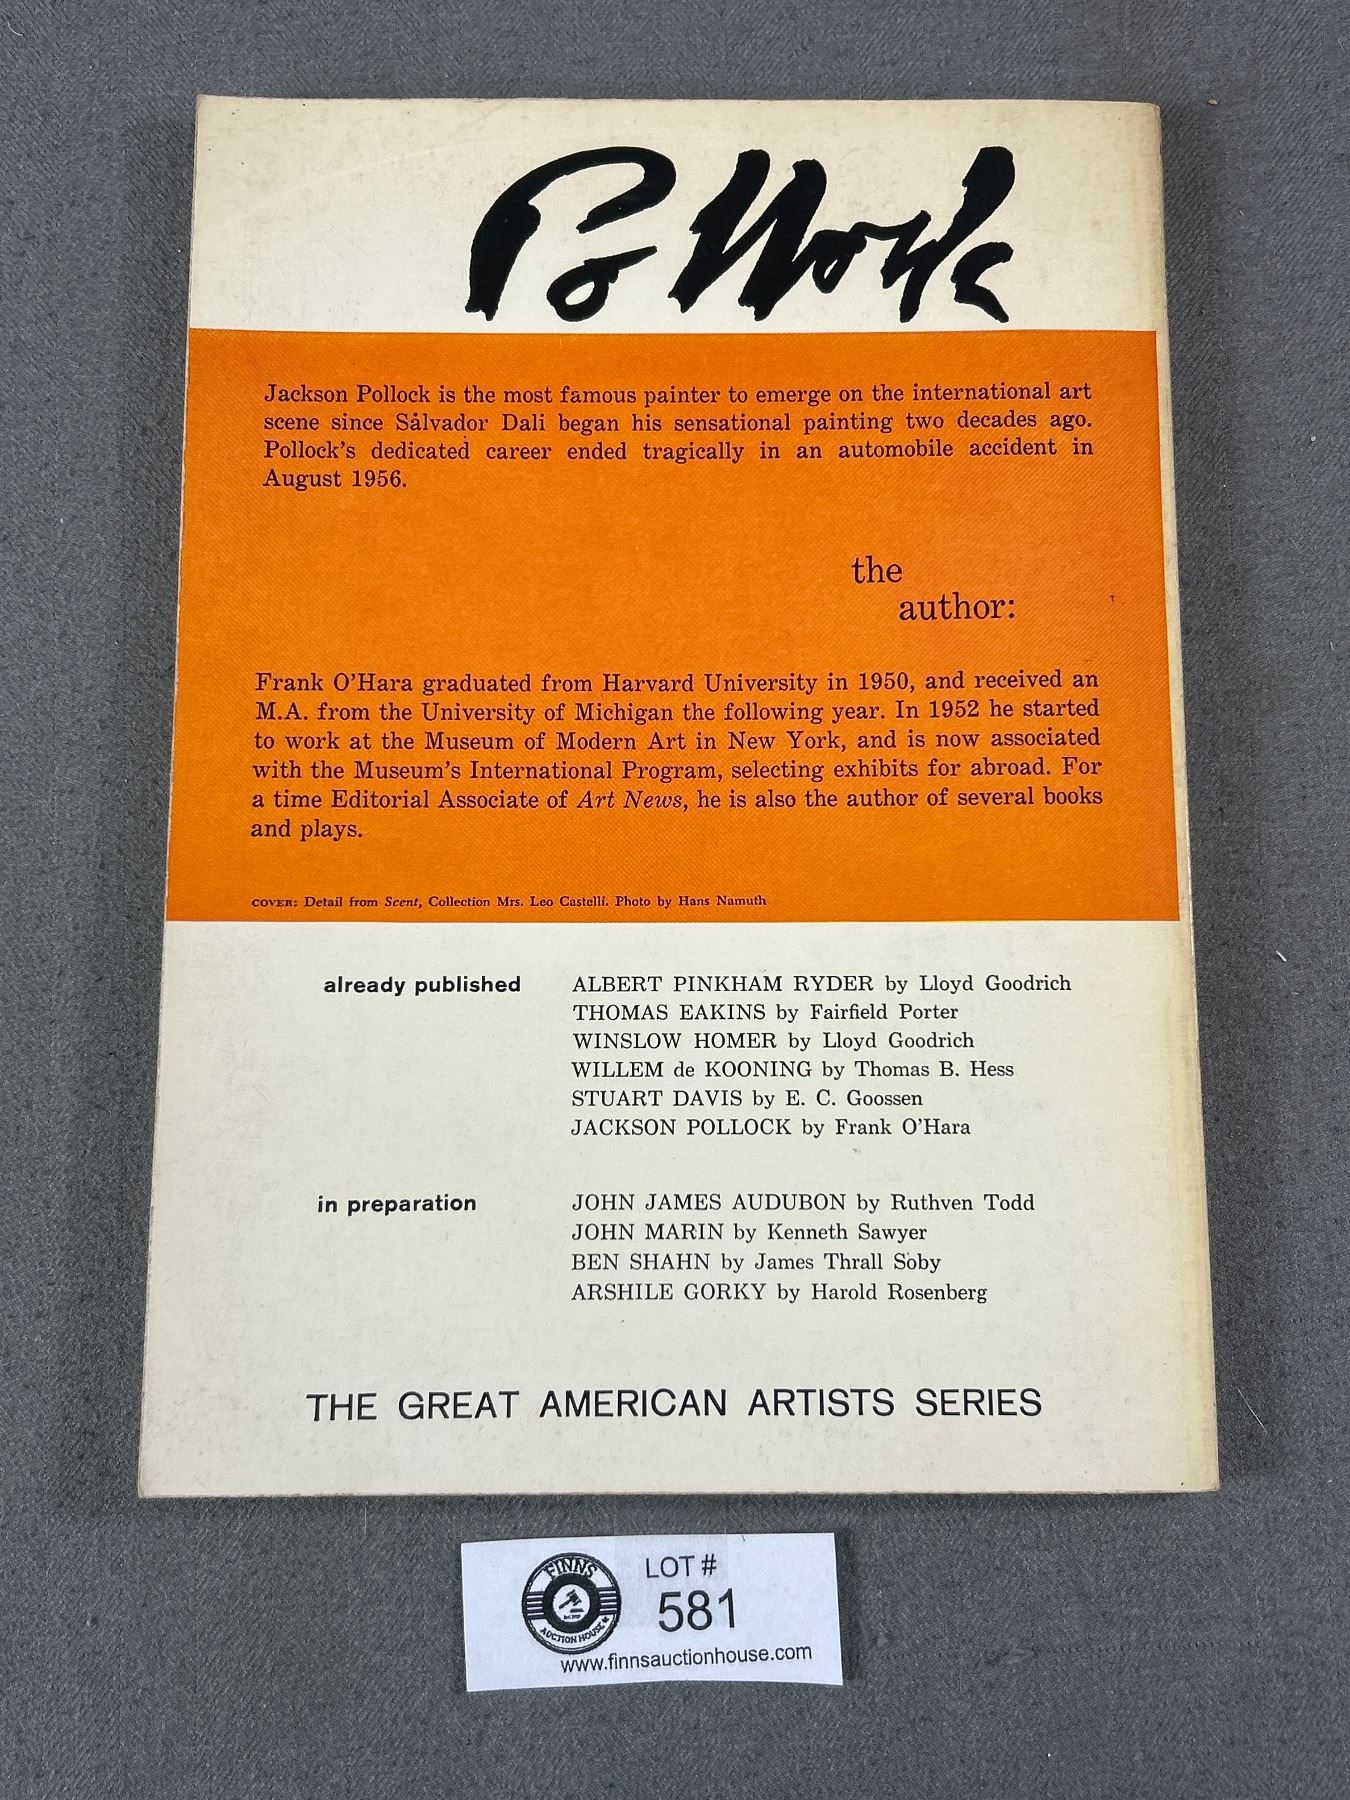 Pollock
Jackson Pollock is the most famous painter to emerge on the international art
scene since Salvador Dali began his sensational painting two decades ago.
Pollock's dedicated career ended tragically in an automobile accident in
August 1956.
the
author:
Frank O'Hara graduated from Harvard University in 1950, and received an
M.A. from the University of Michigan the following year. In 1952 he started
to work at the Museum of Modern Art in New York, and is now associated
with the Museum's International Program, selecting exhibits for abroad. For
a time Editorial Associate of Art News, he is also the author of several books
and plays.
COVER: Detail from Scent, Collection Mrs. Leo Castelli. Photo by Hans Namuth
already published
ALBERT PINKHAM RYDER by Lloyd Goodrich
THOMAS EAKINS by Fairfield Porter
WINSLOW HOMER by Lloyd Goodrich
WILLEM de KOONING by Thomas B. Hess
STUART DAVIS by E. C. Goossen
JACKSON POLLOCK by Frank O'Hara
in preparation
JOHN JAMES AUDUBON by Ruthven Todd
JOHN MARIN by Kenneth Sawyer
BEN SHAHN by James Thrall Soby
ARSHILE GORKY by Harold Rosenberg
THE GREAT AMERICAN ARTISTS SERIES
FINNS
AUCTION HOUSE
LOT #
581
www.finnsauctionhouse.com